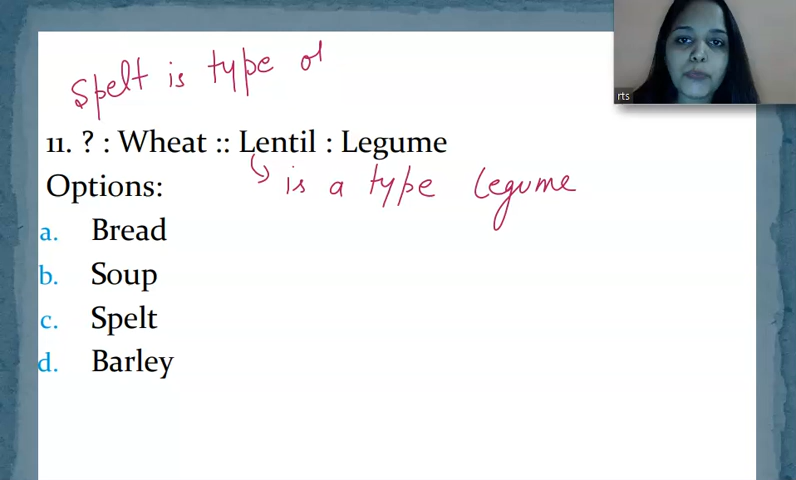 Spelt is type of
rts
11. ? : Wheat :: Lentil : Legume
is a type legume
Options:
a. Bread
b. Soup
c. Spelt
d. Barley